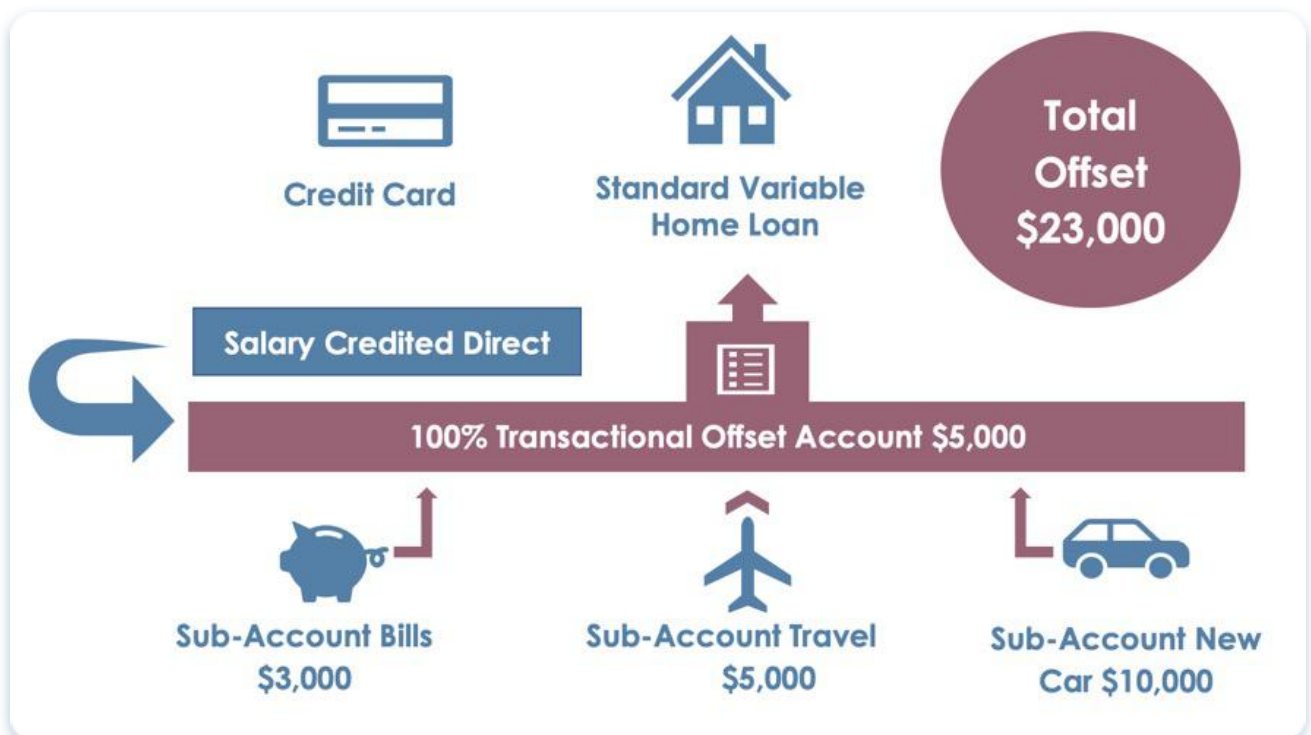 Credit Card
Standard Variable
Home Loan
Total
Offset
$23,000
Salary Credited Direct
100% Transactional Offset Account $5,000
Sub-Account Bills
$3,000
Sub-Account Travel
$5,000
Sub-Account New
Car $10,000